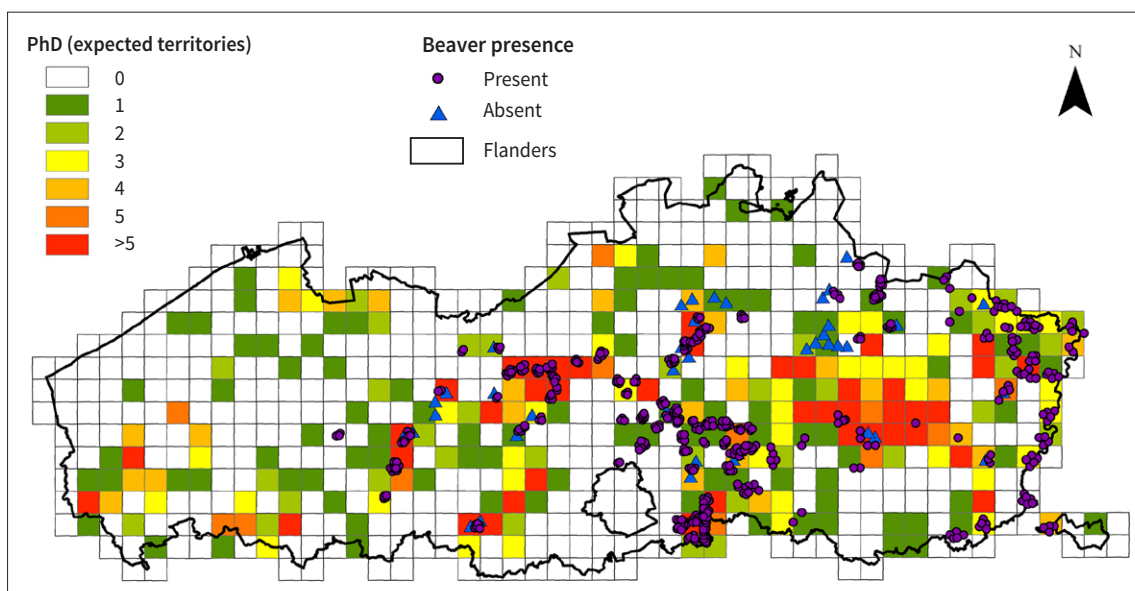 PhD (expected territories)
0
1
2
3
4
5
>5
Beaver presence
Present
Absent
Flanders
N